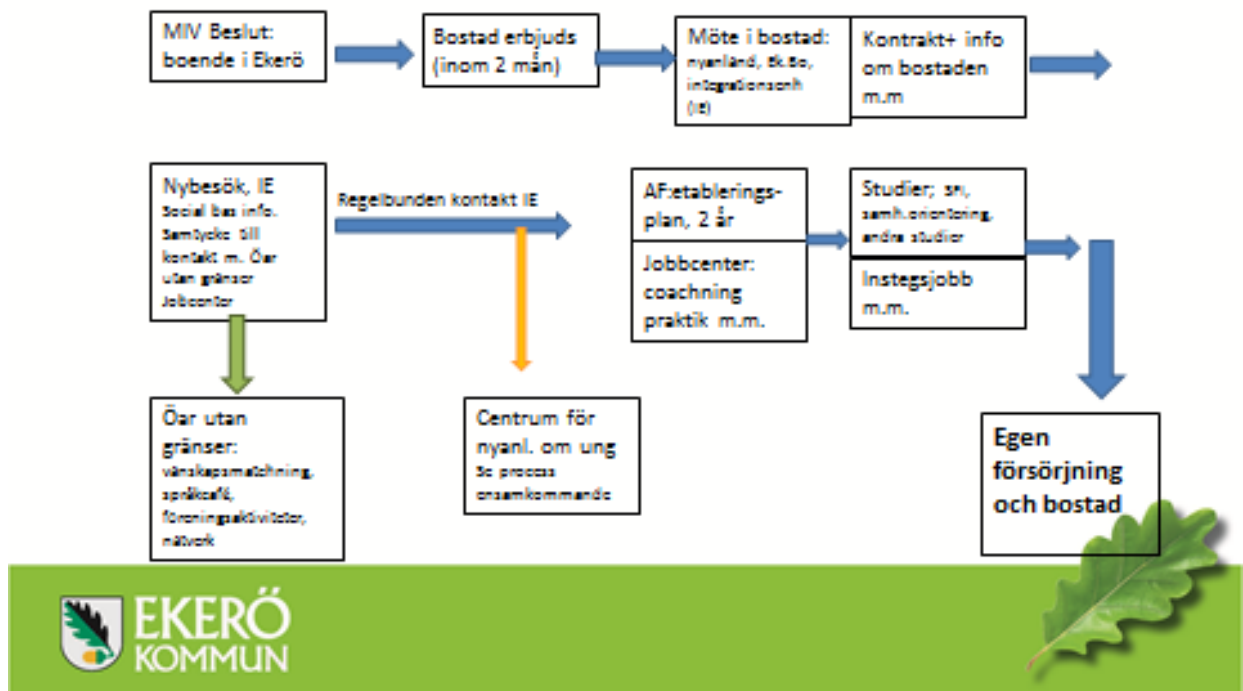 MIV Beslut:
boende i Ekerö
Bostad erbjuds
(inom 2 mån)
Möte i bostad:
nyanländ, Ek.Bo,
integrationsenh
(IE)
Kontrakt+ info
om bostaden
m.m
Nybesök, IE
Social bas info.
Samtycke till
kontakt m. Öar
utan gränser
Jobcenter
Regelbunden kontakt IE
AF:etablerings-
plan, 2 år
Jobbcenter:
coachning
praktik m.m.
Studier; SFI,
samh.orientering,
andra studier
Instegsjobb
m.m.
Öar utan
gränser:
vänskapsmatchning,
språkcafé,
föreningsaktiviteter,
nätverk
Centrum för
nyanl. om ung
Se process
ensamkommande
Egen
försörjning
och bostad
EKERÖ
KOMMUN